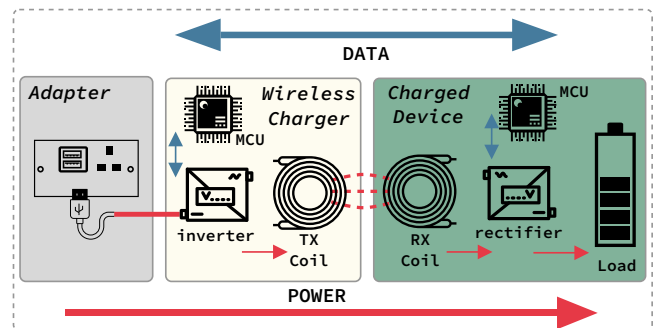 DATA
Adapter
Wireless
Charger
Charged
Device
MCU
MCU
V....
V....
inverter
TX
Coil
RX
Coil
rectifier
Load
POWER